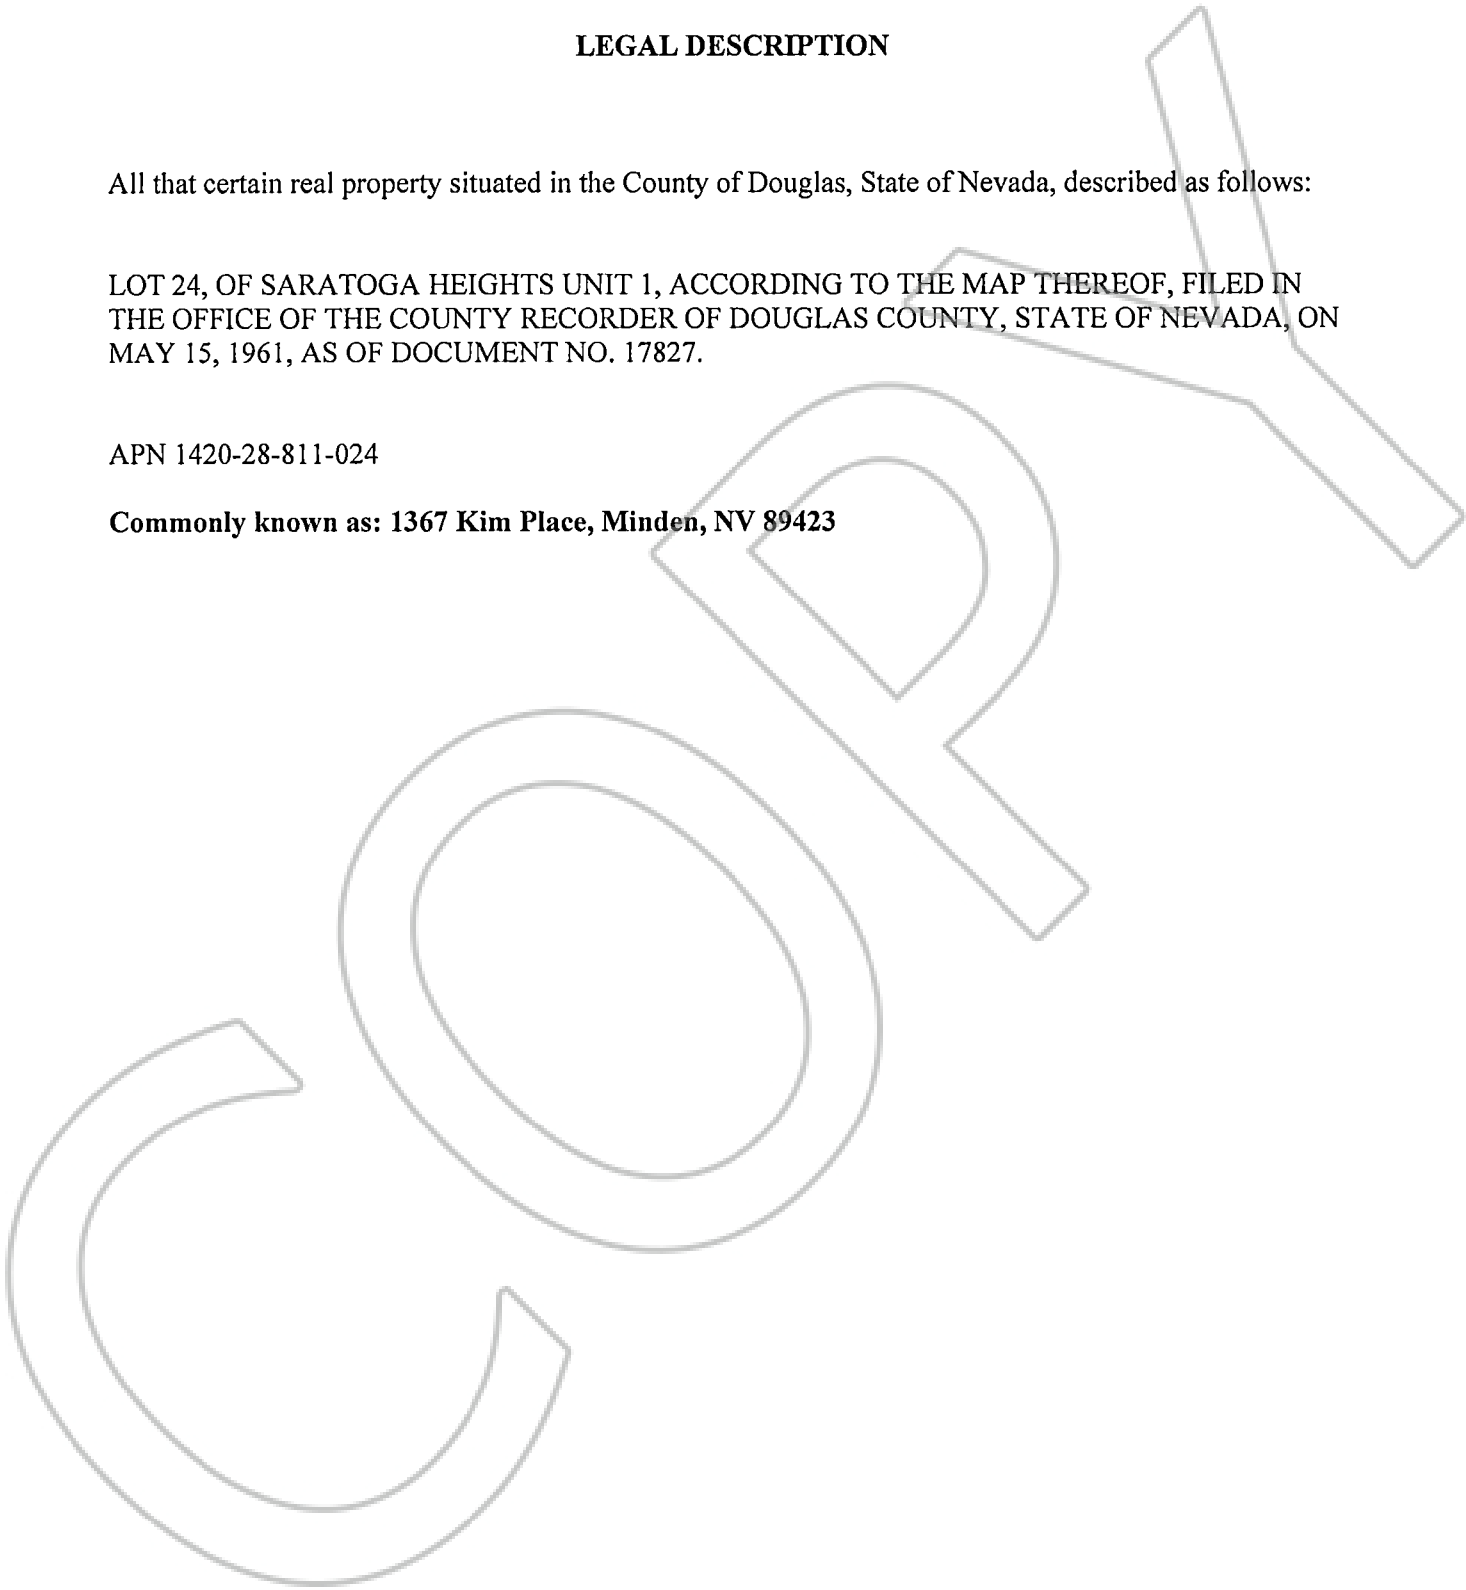 LEGAL DESCRIPTION
All that certain real property situated in the County of Douglas, State of Nevada, described as follows:
LOT 24, OF SARATOGA HEIGHTS UNIT 1, ACCORDING TO THE MAP THEREOF, FILED IN
THE OFFICE OF THE COUNTY RECORDER OF DOUGLAS COUNTY, STATE OF NEVADA, ON
MAY 15, 1961, AS OF DOCUMENT NO. 17827.
APN 1420-28-811-024
Commonly known as: 1367 Kim Place, Minden, NV 89423
COPY